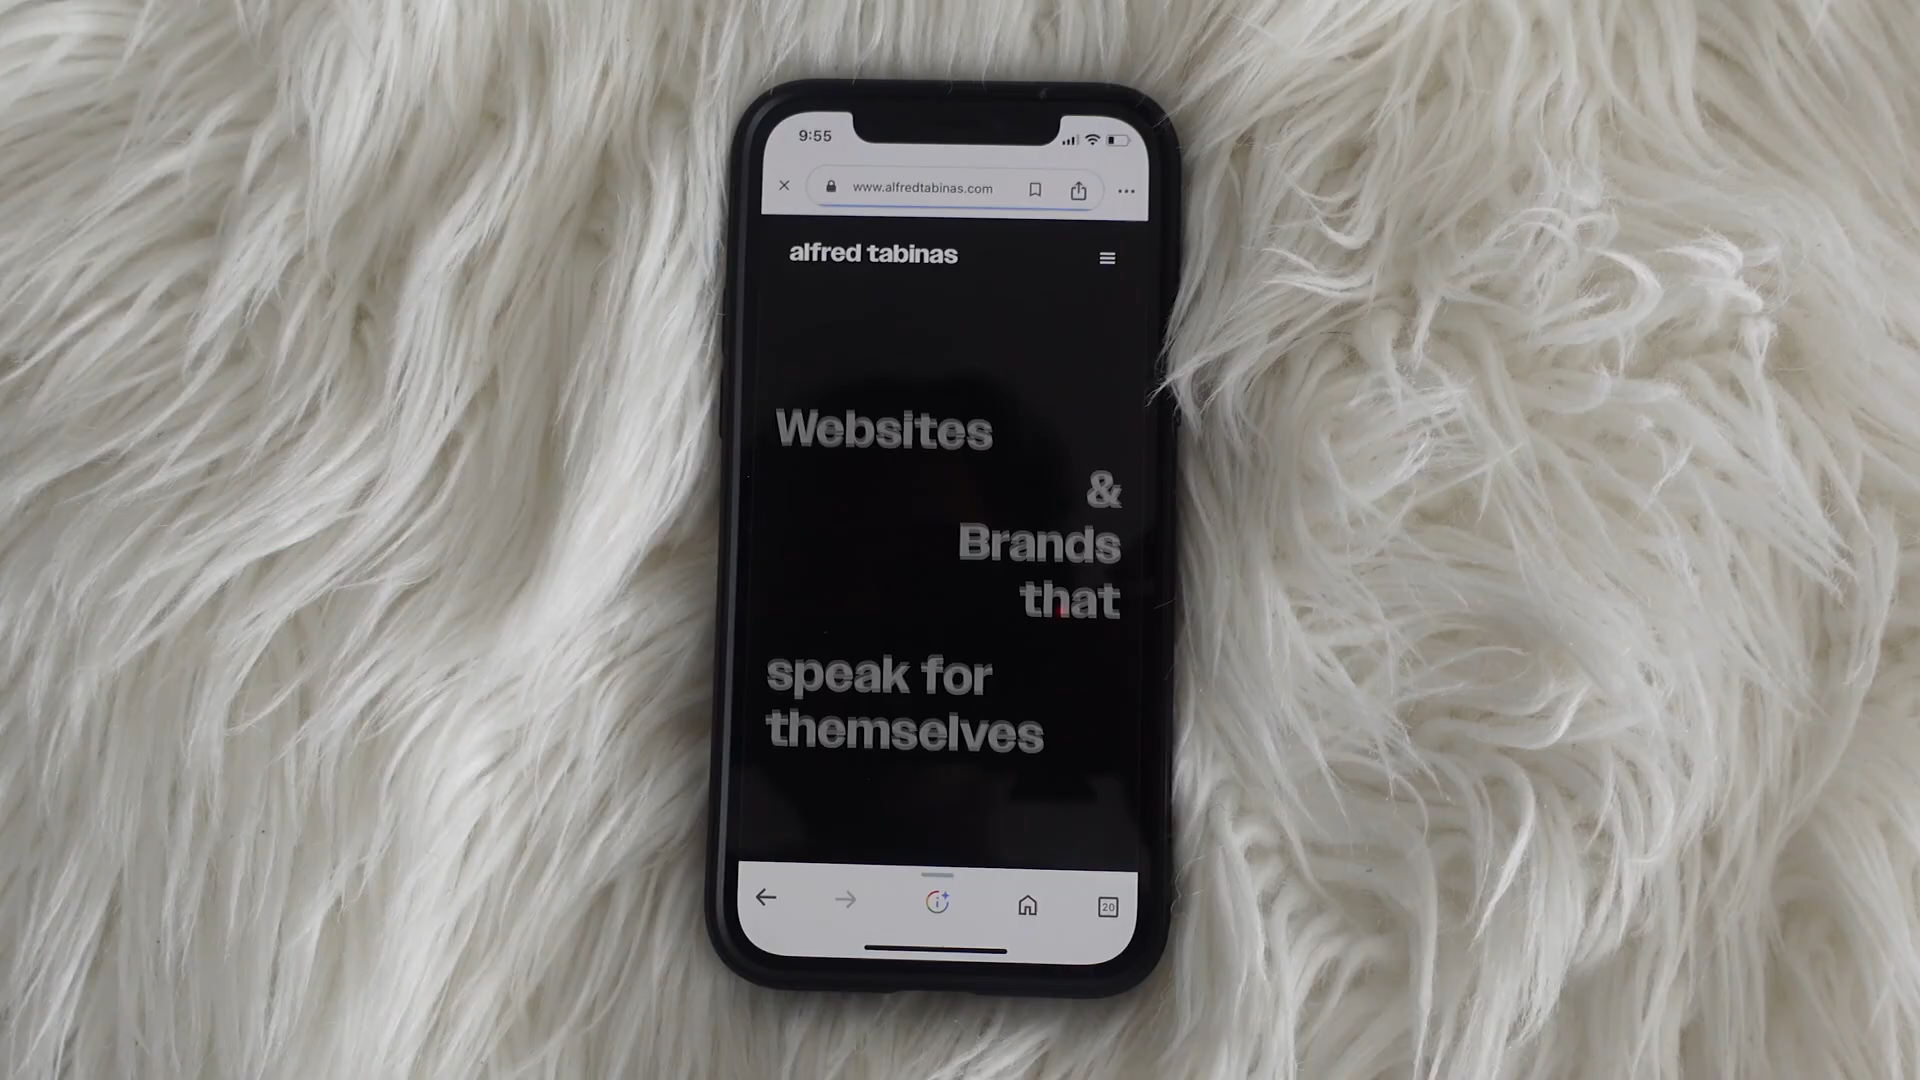 9:55
www.alfredtabinas.com
alfred tabinas
Websites
&
Brands
that
speak for
themselves
20